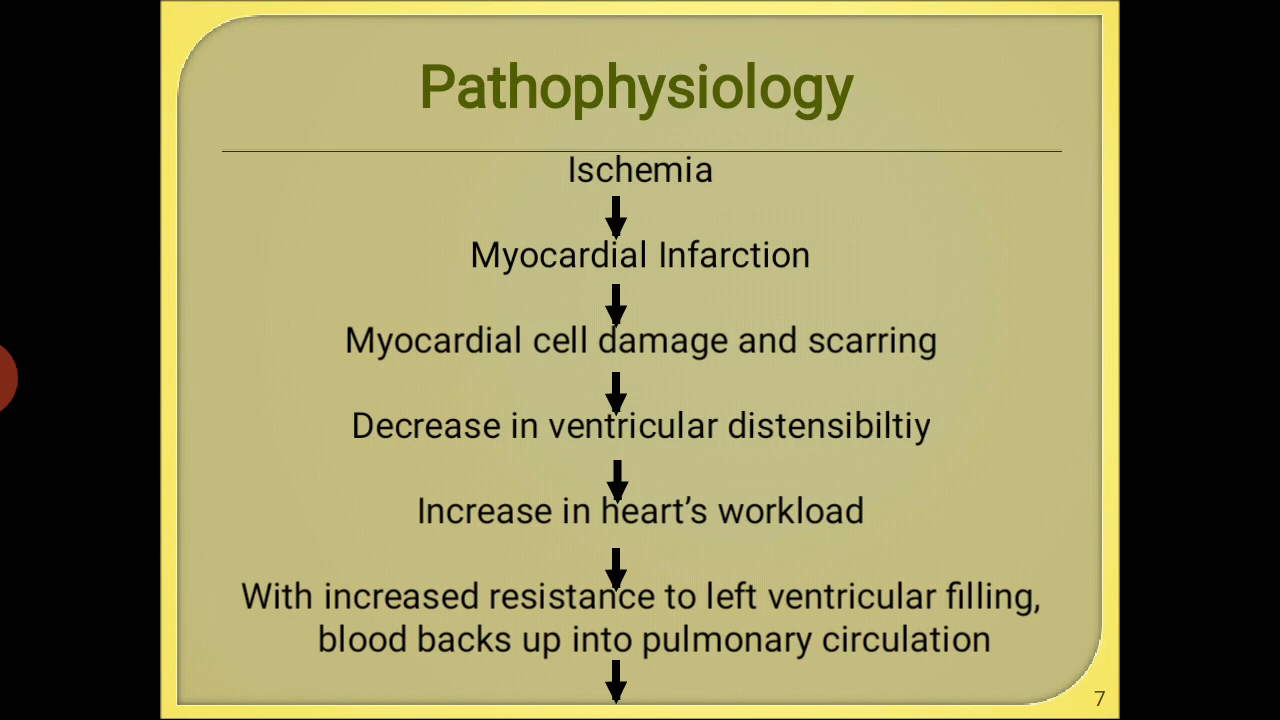 Pathophysiology
Ischemia
Myocardial Infarction
Myocardial cell damage and scarring
Decrease in ventricular distensibiltiy
Increase in heart’s workload
With increased resistance to left ventricular filling,
blood backs up into pulmonary circulation
7